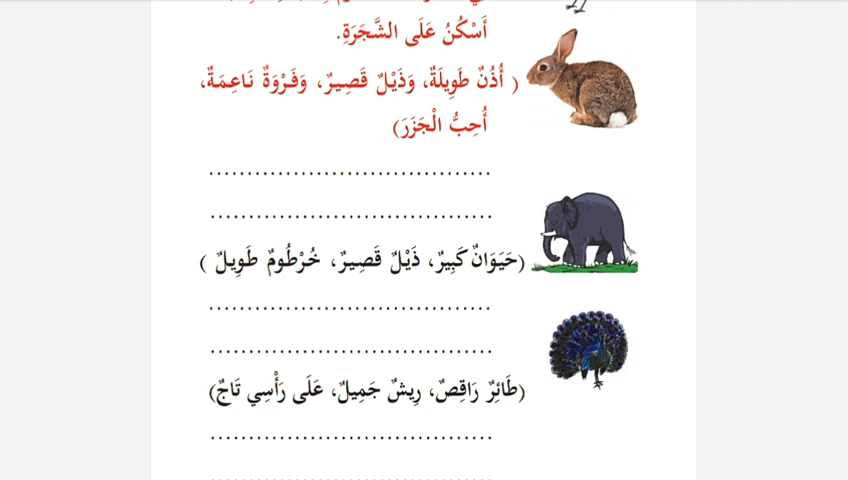 أَسْكُنُ عَلَى الشَّجَرَةِ.
( أُذُنٌ طَوِيلَةٌ، وَذَيْلٌ قَصِيرٌ، وَفَرْوَةٌ نَاعِمَةٌ،
أُحِبُّ الْجَزَرَ)
......................................
......................................
(حَيَوَانٌ كَبِيرٌ، ذَيْلٌ قَصِيرٌ، خُرْطُومٌ طَوِيلٌ )
......................................
......................................
(طَائِرٌ رَاقِصٌ، رِيشٌ جَمِيلٌ، عَلَى رَأْسِي تَاجٌ)
......................................
......................................